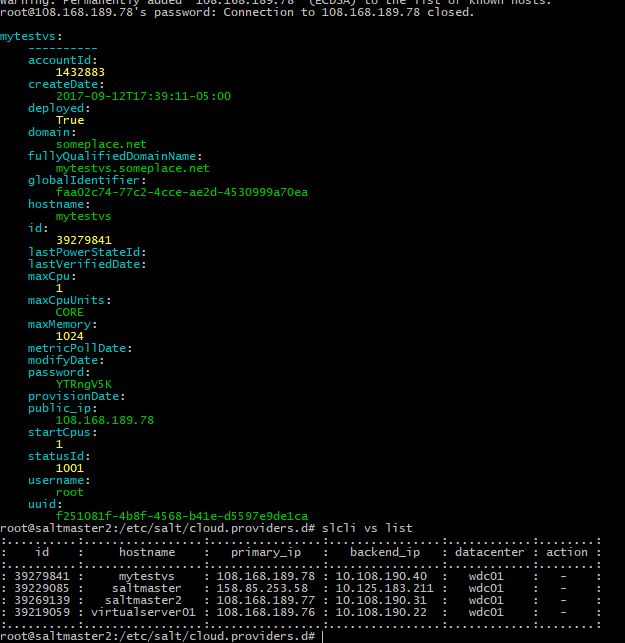 Warning: Permanently added '108.168.189.78' (ECDSA) to the list of known hosts.
root@108.168.189.78's password: Connection to 108.168.189.78 closed.
mytestvs:
----------
accountId:
1432883
createDate:
2017-09-12T17:39:11-05:00
deployed:
True
domain:
someplace.net
fullyQualifiedDomainName:
mytestvs.someplace.net
globalIdentifier:
faa02c74-77c2-4cce-ae2d-4530999a70ea
hostname:
mytestvs
id:
39279841
lastPowerStateId:
lastVerifiedDate:
maxCpu:
1
maxCpuUnits:
CORE
maxMemory:
1024
metricPollDate:
modifyDate:
password:
YTRngV5K
provisionDate:
public_ip:
108.168.189.78
startCpus:
1
statusId:
1001
username:
root
uuid:
f251081f-4b8f-4568-b41e-d5597e9de1ca
root@saltmaster2:/etc/salt/cloud.providers.d# slcli vs list
:..........:.................:................:...............:............:........:
: id : hostname : primary_ip : backend_ip : datacenter : action :
:..........:.................:................:...............:............:........:
: 39279841 : mytestvs : 108.168.189.78 : 10.108.190.40 : wdc01 : - :
: 39229085 : saltmaster : 158.85.253.58 : 10.125.183.211 : wdc01 : - :
: 39269139 : saltmaster2 : 108.168.189.77 : 10.108.190.31 : wdc01 : - :
: 39219059 : virtualserver01 : 108.168.189.76 : 10.108.190.22 : wdc01 : - :
:..........:.................:................:...............:............:........:
root@saltmaster2:/etc/salt/cloud.providers.d#